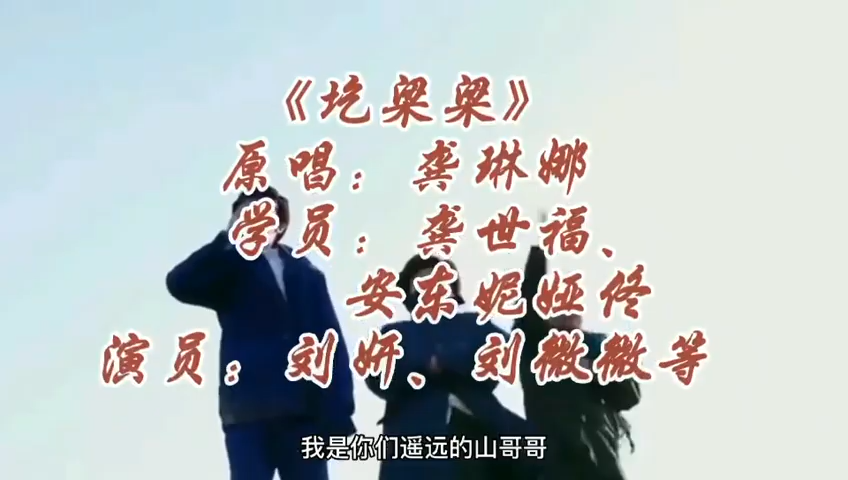 《圪梁梁》
原唱：龚琳娜
学员：龚世福、
安东妮娅佟
演员：刘妍、刘微微等
我是你们遥远的山哥哥